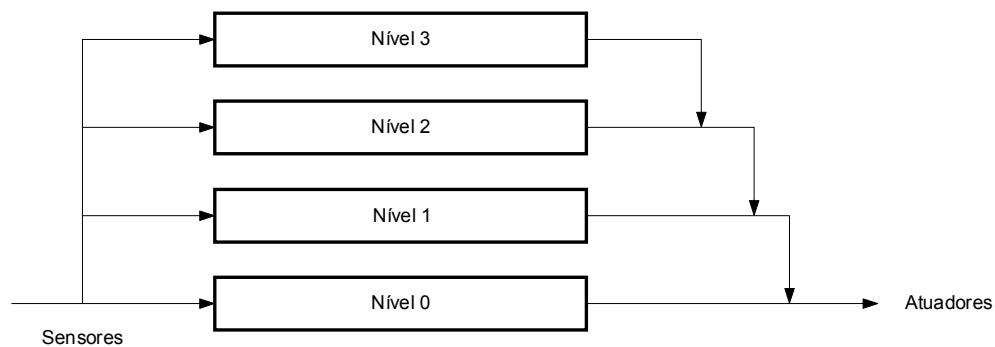 Nível 3
Nível 2
Nível 1
Nível 0
Atuadores
Sensores